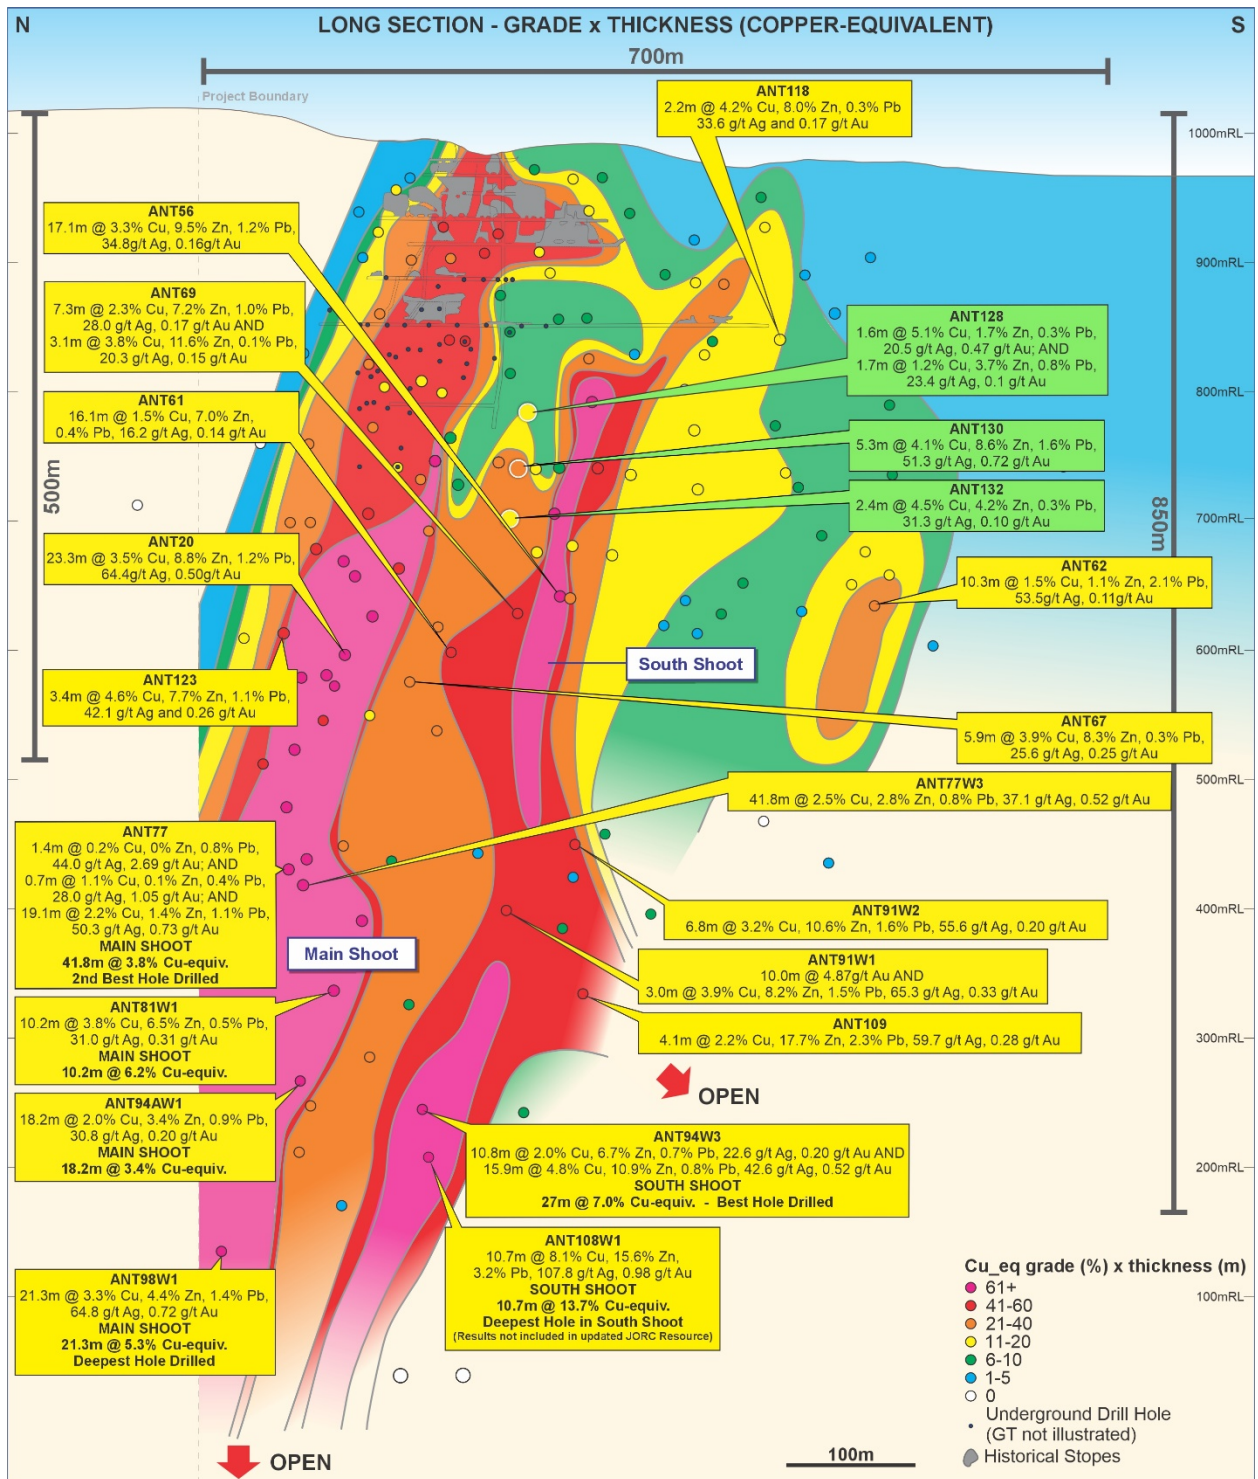 N
LONG SECTION - GRADE x THICKNESS (COPPER-EQUIVALENT)
S
700m
Project Boundary
ANT118
2.2m @ 4.2% Cu, 8.0% Zn, 0.3% Pb
33.6 g/t Ag and 0.17 g/t Au
1000mRL
ANT56
17.1m @ 3.3% Cu, 9.5% Zn, 1.2% Pb,
34.8g/t Ag, 0.16g/t Au
900mRL
ANT69
7.3m @ 2.3% Cu, 7.2% Zn, 1.0% Pb,
28.0 g/t Ag, 0.17 g/t Au AND
3.1m @ 3.8% Cu, 11.6% Zn, 0.1% Pb,
20.3 g/t Ag, 0.15 g/t Au
ANT128
1.6m @ 5.1% Cu, 1.7% Zn, 0.3% Pb,
20.5 g/t Ag, 0.47 g/t Au; AND
1.7m @ 1.2% Cu, 3.7% Zn, 0.8% Pb,
23.4 g/t Ag, 0.1 g/t Au
800mRL
ANT61
16.1m @ 1.5% Cu, 7.0% Zn,
0.4% Pb, 16.2 g/t Ag, 0.14 g/t Au
ANT130
5.3m @ 4.1% Cu, 8.6% Zn, 1.6% Pb,
51.3 g/t Ag, 0.72 g/t Au
500m
ANT132
2.4m @ 4.5% Cu, 4.2% Zn, 0.3% Pb,
31.3 g/t Ag, 0.10 g/t Au
850m
700mRL
ANT20
23.3m @ 3.5% Cu, 8.8% Zn, 1.2% Pb,
64.4g/t Ag, 0.50g/t Au
ANT62
10.3m @ 1.5% Cu, 1.1% Zn, 2.1% Pb,
53.5g/t Ag, 0.11g/t Au
600mRL
South Shoot
ANT123
3.4m @ 4.6% Cu, 7.7% Zn, 1.1% Pb,
42.1 g/t Ag and 0.26 g/t Au
ANT67
5.9m @ 3.9% Cu, 8.3% Zn, 0.3% Pb,
25.6 g/t Ag, 0.25 g/t Au
500mRL
ANT77W3
41.8m @ 2.5% Cu, 2.8% Zn, 0.8% Pb, 37.1 g/t Ag, 0.52 g/t Au
ANT77
1.4m @ 0.2% Cu, 0% Zn, 0.8% Pb,
44.0 g/t Ag, 2.69 g/t Au; AND
0.7m @ 1.1% Cu, 0.1% Zn, 0.4% Pb,
28.0 g/t Ag, 1.05 g/t Au; AND
19.1m @ 2.2% Cu, 1.4% Zn, 1.1% Pb,
50.3 g/t Ag, 0.73 g/t Au
MAIN SHOOT
41.8m @ 3.8% Cu-equiv.
2nd Best Hole Drilled
400mRL
ANT91W2
6.8m @ 3.2% Cu, 10.6% Zn, 1.6% Pb, 55.6 g/t Ag, 0.20 g/t Au
Main Shoot
ANT91W1
10.0m @ 4.87g/t Au AND
3.0m @ 3.9% Cu, 8.2% Zn, 1.5% Pb, 65.3 g/t Ag, 0.33 g/t Au
ANT81W1
10.2m @ 3.8% Cu, 6.5% Zn, 0.5% Pb,
31.0 g/t Ag, 0.31 g/t Au
MAIN SHOOT
10.2m @ 6.2% Cu-equiv.
ANT109
4.1m @ 2.2% Cu, 17.7% Zn, 2.3% Pb, 59.7 g/t Ag, 0.28 g/t Au
300mRL
OPEN
ANT94AW1
18.2m @ 2.0% Cu, 3.4% Zn, 0.9% Pb,
30.8 g/t Ag, 0.20 g/t Au
MAIN SHOOT
18.2m @ 3.4% Cu-equiv.
ANT94W3
10.8m @ 2.0% Cu, 6.7% Zn, 0.7% Pb, 22.6 g/t Ag, 0.20 g/t Au AND
15.9m @ 4.8% Cu, 10.9% Zn, 0.8% Pb, 42.6 g/t Ag, 0.52 g/t Au
SOUTH SHOOT
27m @ 7.0% Cu-equiv. - Best Hole Drilled
200mRL
ANT108W1
10.7m @ 8.1% Cu, 15.6% Zn,
3.2% Pb, 107.8 g/t Ag, 0.98 g/t Au
SOUTH SHOOT
10.7m @ 13.7% Cu-equiv.
Deepest Hole in South Shoot
(Results not included in updated JORC Resource)
ANT98W1
21.3m @ 3.3% Cu, 4.4% Zn, 1.4% Pb,
64.8 g/t Ag, 0.72 g/t Au
MAIN SHOOT
21.3m @ 5.3% Cu-equiv.
Deepest Hole Drilled
100mRL
Cu_eq grade (%) x thickness (m)
61+
41-60
21-40
11-20
6-10
1-5
0
Underground Drill Hole
(GT not illustrated)
Historical Stopes
100m
OPEN